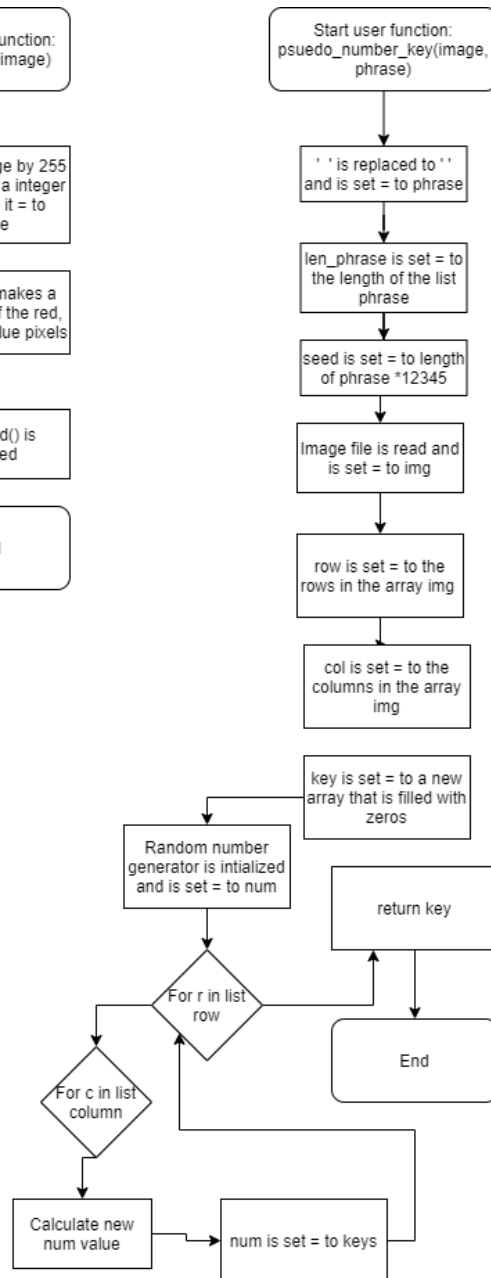 unction:
image)
ge by 255
a integer
it = to
e
makes a
f the red,
lue pixels
d() is
ed
Start user function:
psuedo_number_key(image,
phrase)
' ' is replaced to ''
and is set = to phrase
len_phrase is set = to
the length of the list
phrase
seed is set = to length
of phrase *12345
Image file is read and
is set = to img
row is set = to the
rows in the array img
col is set = to the
columns in the array
img
key is set = to a new
array that is filled with
zeros
Random number
generator is intialized
and is set = to num
For r in list
row
return key
End
For c in list
column
Calculate new
num value
num is set = to keys